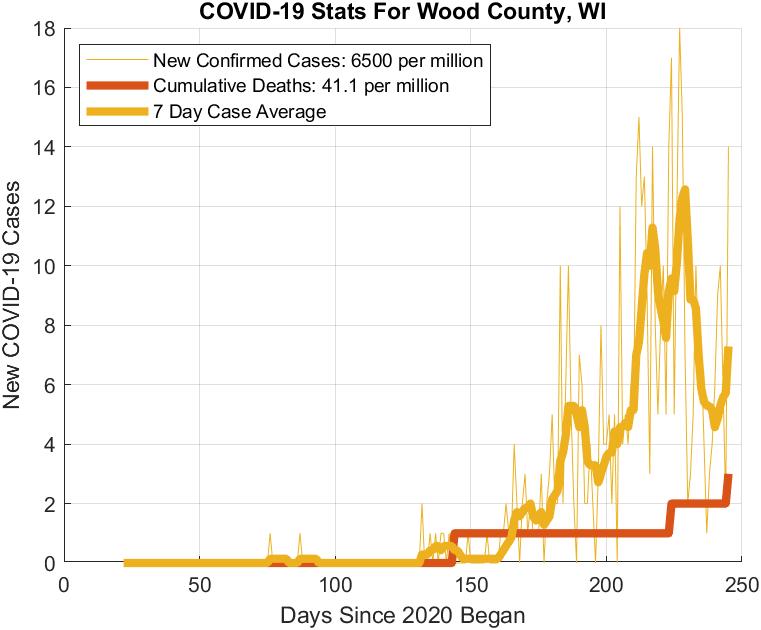 COVID-19 Stats For Wood County, WI
New Confirmed Cases: 6500 per million
Cumulative Deaths: 41.1 per million
7 Day Case Average
New COVID-19 Cases
18
16
14
12
10
8
6
4
2
0
0 50 100 150 200 250
Days Since 2020 Began